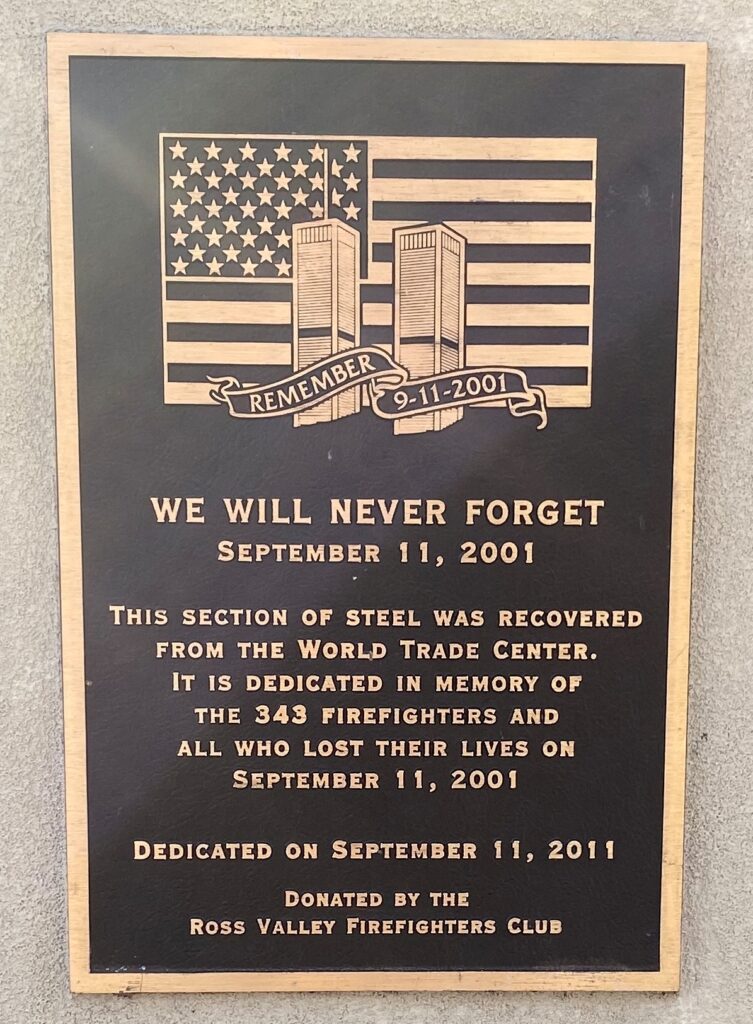 REMEMBER
9-11-2001
WE WILL NEVER FORGET
SEPTEMBER 11, 2001
THIS SECTION OF STEEL WAS RECOVERED
FROM THE WORLD TRADE CENTER.
IT IS DEDICATED IN MEMORY OF
THE 343 FIREFIGHTERS AND
ALL WHO LOST THEIR LIVES ON
SEPTEMBER 11, 2001
DEDICATED ON SEPTEMBER 11, 2011
DONATED BY THE
ROSS VALLEY FIREFIGHTERS CLUB